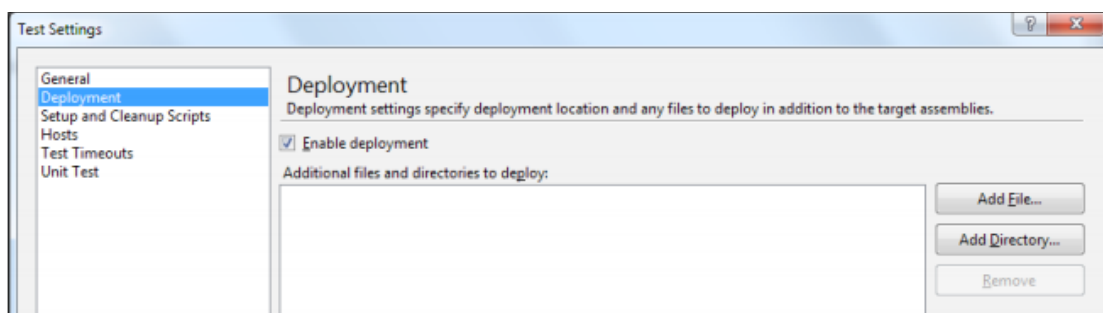 Test Settings
General
Deployment
Setup and Cleanup Scripts
Hosts
Test Timeouts
Unit Test
Deployment
Deployment settings specify deployment location and any files to deploy in addition to the target assemblies.
Enable deployment
Additional files and directories to deploy:
Add File...
Add Directory...
Remove